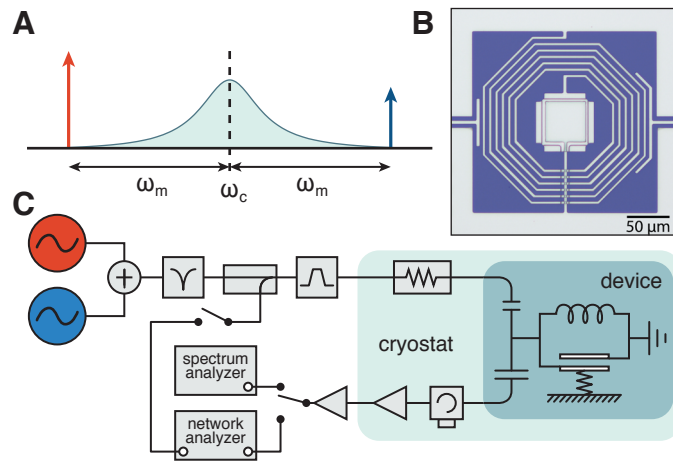 A
B
ω_m
ω_c
ω_m
50 μm
C
device
cryostat
spectrum
analyzer
network
analyzer